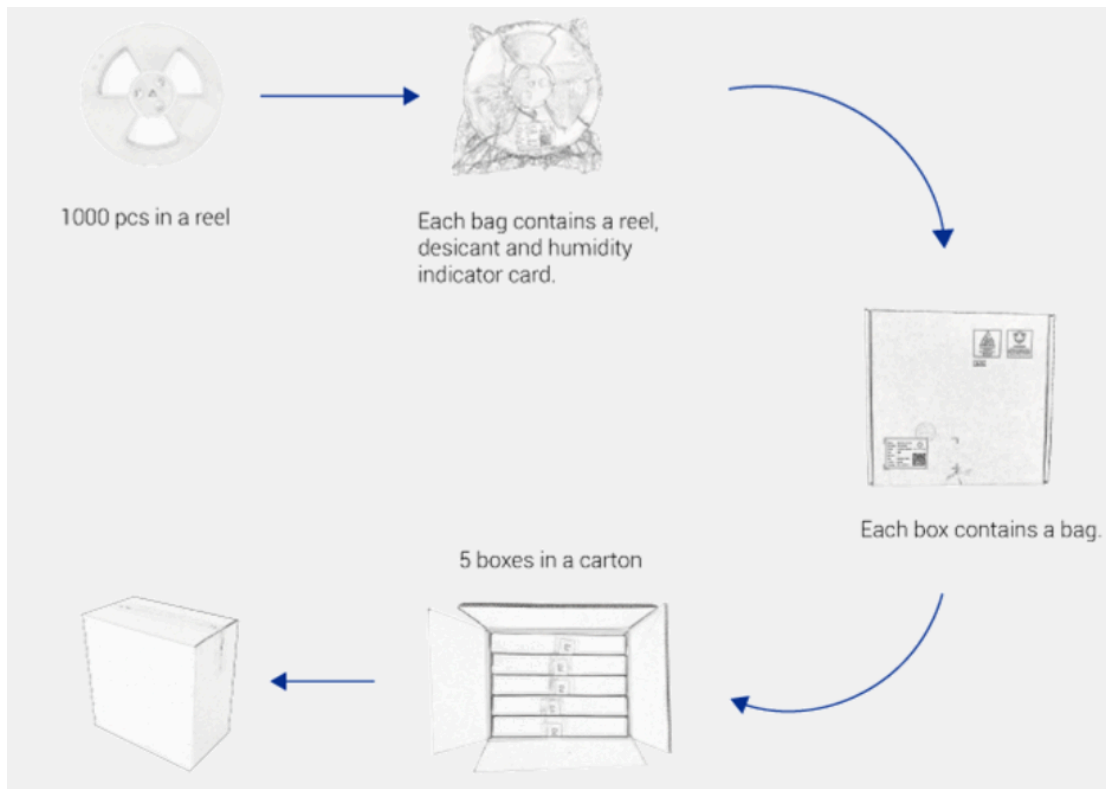 1000 pcs in a reel
Each bag contains a reel,
desicant and humidity
indicator card.
Each box contains a bag.
5 boxes in a carton